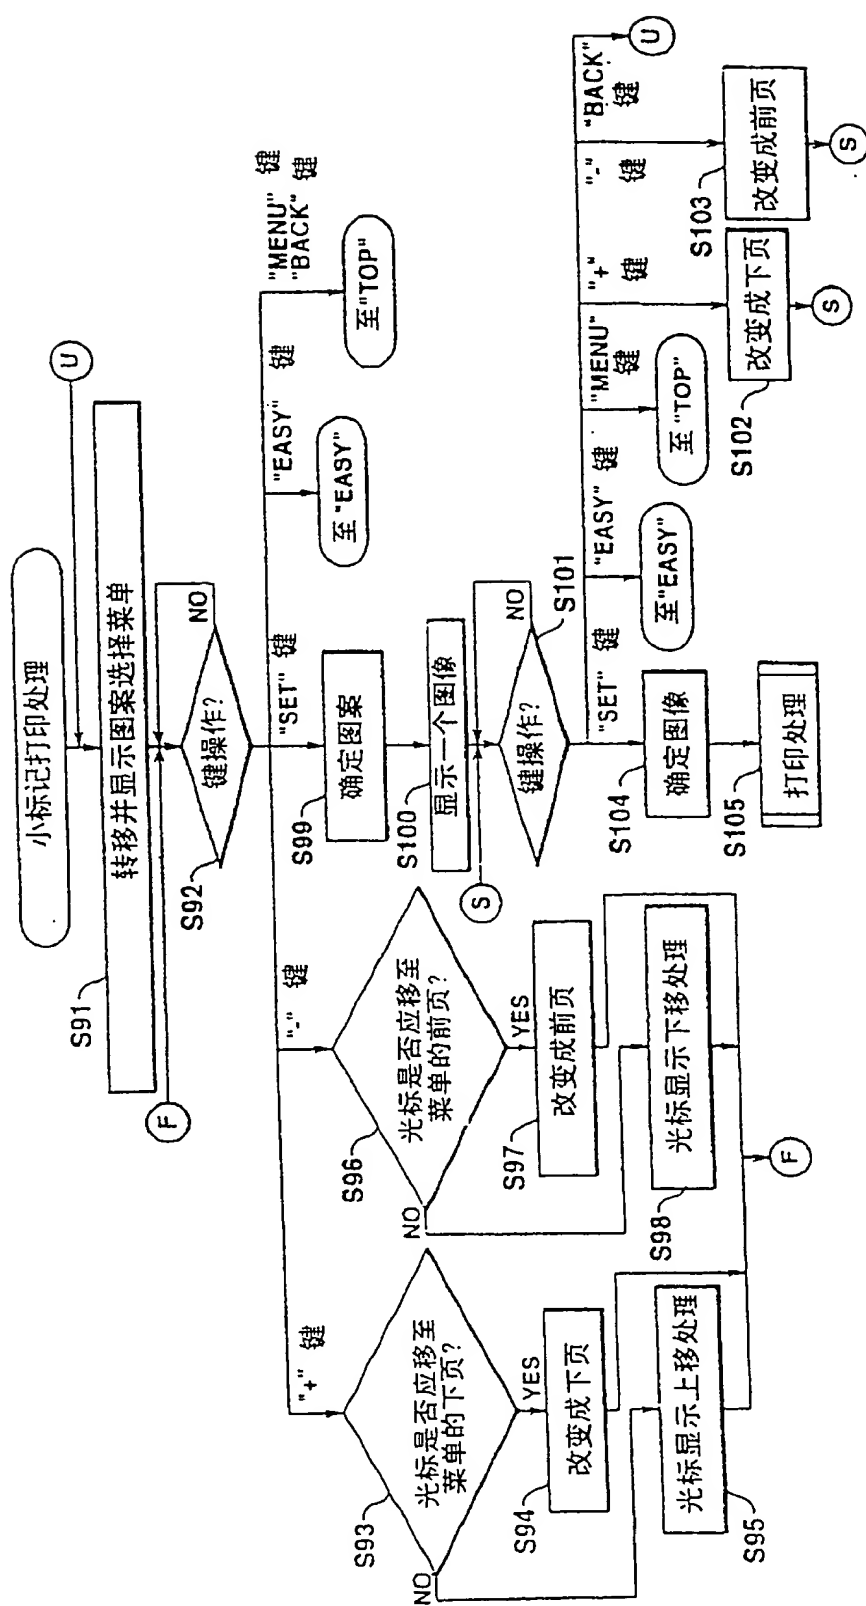 小标记打印处理
U
S91
转移并显示图案选择菜单
F
S92
键操作?
NO
"+" 键
"-" 键
"SET" 键
"EASY" 键
"MENU" 键
"BACK" 键
至"EASY"
至"TOP"
S93
光标是否应移至
菜单的下页?
NO
YES
S94
改变成下页
S95
光标显示上移处理
S96
光标是否应移至
菜单的前页?
NO
YES
S97
改变成前页
S98
光标显示下移处理
F
S99
确定图案
S100
显示一个图像
S
键操作?
NO
S101
"SET" 键
"EASY" 键
"MENU"
键
"+" 键
"-" 键
"BACK"
键
S104
确定图像
S105
打印处理
至"EASY"
至"TOP"
S102
改变成下页
S
S103
改变成前页
S
U